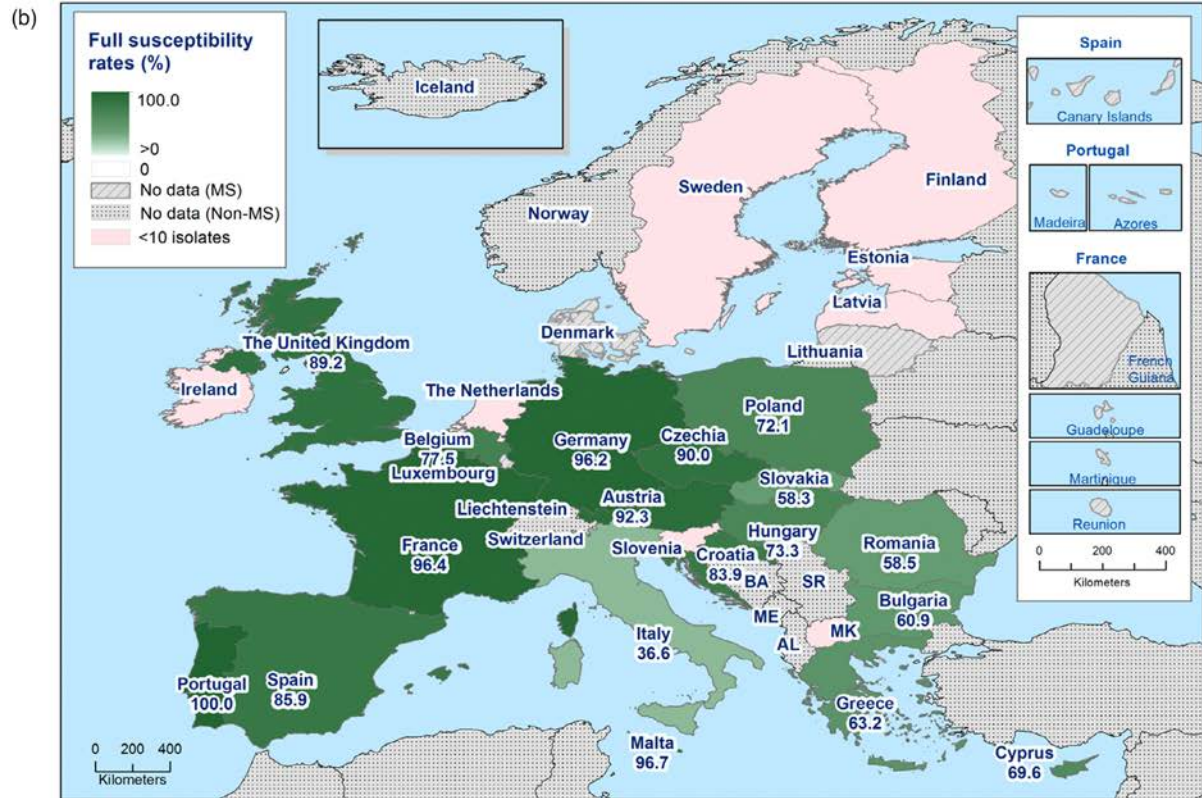 (b)
Full susceptibility
rates (%)
100.0
>0
0
No data (MS)
No data (Non-MS)
<10 isolates
Iceland
Spain
Canary Islands
Portugal
Madeira
Azores
France
French
Guiana
Guadeloupe
Martinique
Reunion
0 200 400
Kilometers
Norway
Sweden
Finland
Estonia
Latvia
Lithuania
Denmark
The United Kingdom
89.2
Ireland
The Netherlands
Belgium
77.5
Luxembourg
Germany
96.2
Poland
72.1
Czechia
90.0
Slovakia
58.3
Austria
92.3
Liechtenstein
Switzerland
France
96.4
Slovenia
Hungary
73.3
Croatia
83.9
Romania
58.5
BA
SR
Bulgaria
60.9
ME
MK
AL
Italy
36.6
Portugal
100.0
Spain
85.9
Greece
63.2
Malta
96.7
Cyprus
69.6
0 200 400
Kilometers